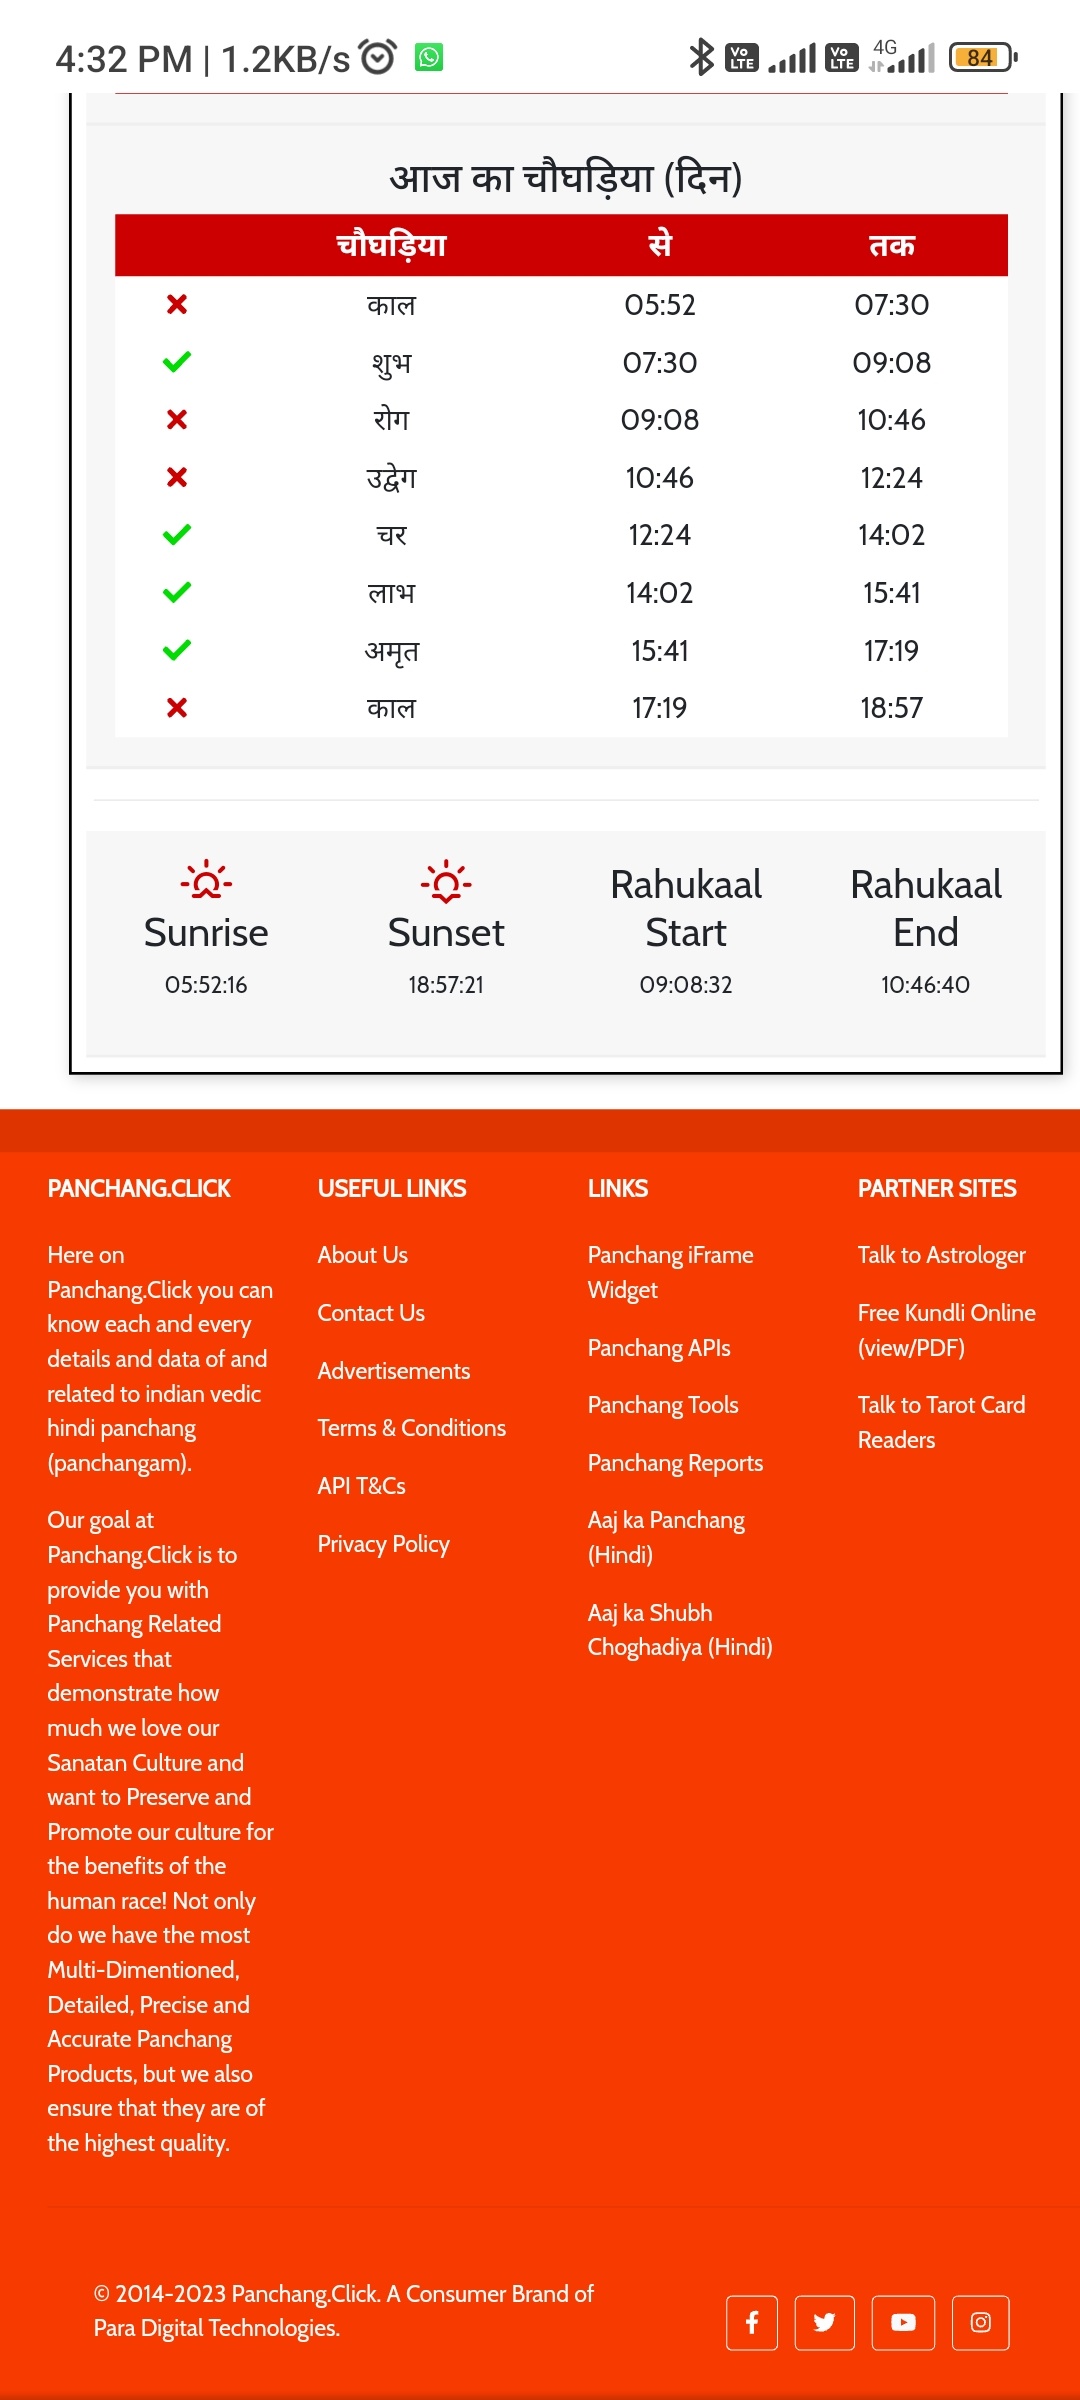 4:32 PM | 1.2KB/s Vo LTE Vo LTE 4G 84
आज का चौघड़िया (दिन)
चौघड़िया से तक
काल 05:52 07:30
शुभ 07:30 09:08
रोग 09:08 10:46
उद्वेग 10:46 12:24
चर 12:24 14:02
लाभ 14:02 15:41
अमृत 15:41 17:19
काल 17:19 18:57
Sunrise
05:52:16
Sunset
18:57:21
Rahukaal
Start
09:08:32
Rahukaal
End
10:46:40
PANCHANG.CLICK
Here on
Panchang.Click you can
know each and every
details and data of and
related to indian vedic
hindi panchang
(panchangam).
Our goal at
Panchang.Click is to
provide you with
Panchang Related
Services that
demonstrate how
much we love our
Sanatan Culture and
want to Preserve and
Promote our culture for
the benefits of the
human race! Not only
do we have the most
Multi-Dimentioned,
Detailed, Precise and
Accurate Panchang
Products, but we also
ensure that they are of
the highest quality.
USEFUL LINKS
About Us
Contact Us
Advertisements
Terms & Conditions
API T&Cs
Privacy Policy
LINKS
Panchang iFrame
Widget
Panchang APIs
Panchang Tools
Panchang Reports
Aaj ka Panchang
(Hindi)
Aaj ka Shubh
Choghadiya (Hindi)
PARTNER SITES
Talk to Astrologer
Free Kundli Online
(view/PDF)
Talk to Tarot Card
Readers
© 2014-2023 Panchang.Click. A Consumer Brand of
Para Digital Technologies.